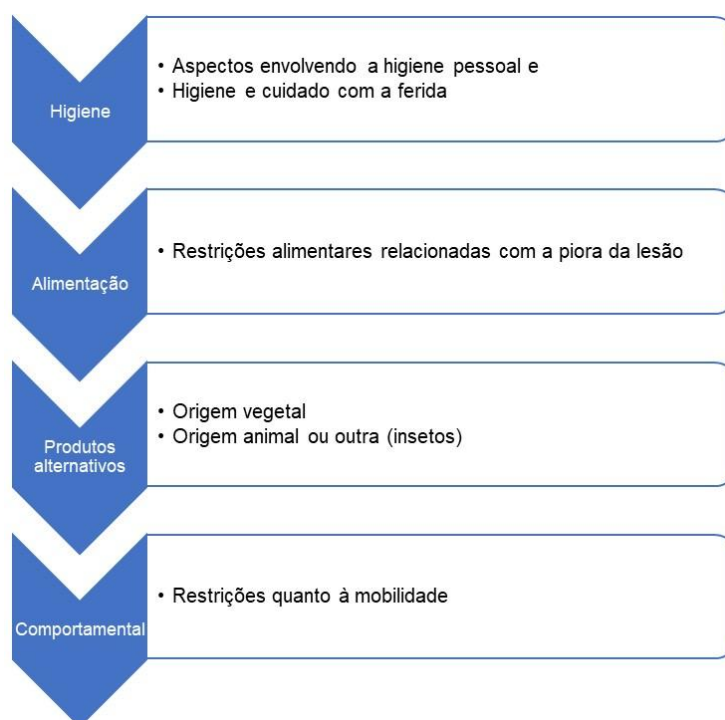 Higiene
• Aspectos envolvendo a higiene pessoal e
• Higiene e cuidado com a ferida
Alimentação
• Restrições alimentares relacionadas com a piora da lesão
Produtos
alternativos
• Origem vegetal
• Origem animal ou outra (insetos)
Comportamental
• Restrições quanto à mobilidade